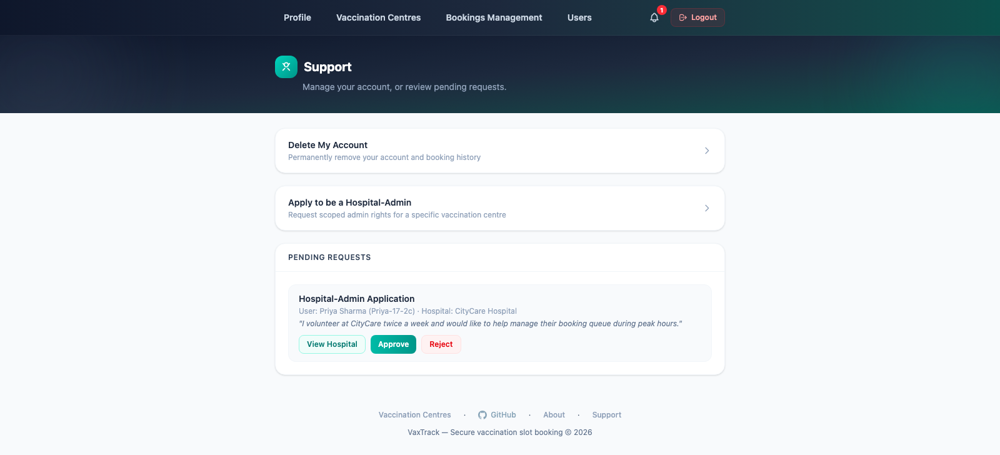 Profile Vaccination Centres Bookings Management Users 1 Logout
Support
Manage your account, or review pending requests.
Delete My Account
Permanently remove your account and booking history
Apply to be a Hospital-Admin
Request scoped admin rights for a specific vaccination centre
PENDING REQUESTS
Hospital-Admin Application
User: Priya Sharma (Priya-17-2c) · Hospital: CityCare Hospital
"I volunteer at CityCare twice a week and would like to help manage their booking queue during peak hours."
View Hospital Approve Reject
Vaccination Centres · GitHub · About · Support
VaxTrack — Secure vaccination slot booking © 2026